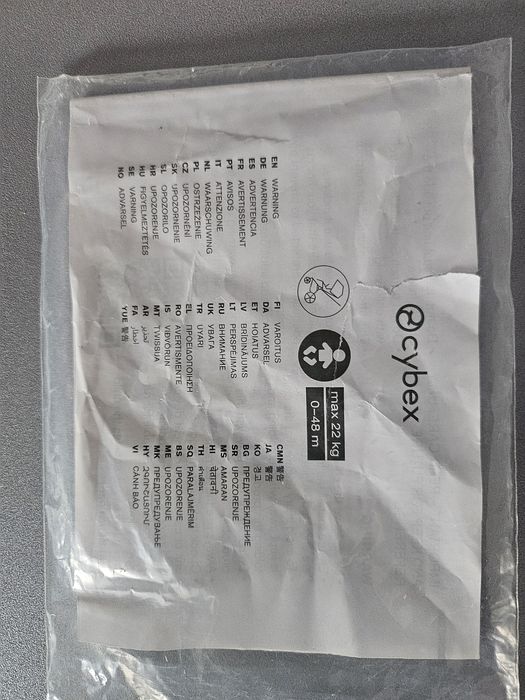 cybex
max 22 kg
0–48 m
EN WARNING
DE WARNUNG
ES ADVERTENCIA
FR AVERTISSEMENT
PT AVISOS
IT ATTENZIONE
NL WAARSCHUWING
PL OSTRZEŻENIE
CZ UPOZORNĚNÍ
SK UPOZORNENIE
SL OPOZORILO
HR UPOZORENJE
HU FIGYELMEZTETÉS
SE VARNING
NO ADVARSEL
FI VAROITUS
DA ADVARSEL
ET HOIATUS
LV BRĪDINĀJUMS
LT PERSPĖJIMAS
RU ВНИМАНИЕ
UK УВАГА
TR UYARI
EL ΠΡΟΕΙΔΟΠΟΙΗΣΗ
RO AVERTISMENTE
IS VIÐVÖRUN
MT TWISSIJA
AR تحذير
FA اخطار
YUE 警告
CMN 警告
JA 警告
KO 경고
BG ПРЕДУПРЕЖДЕНИЕ
SR UPOZORENJE
MS AMARAN
HI चेतावनी
TH คำเตือน
SQ PARALAJMËRIM
BS UPOZORENJE
ME UPOZORENJE
MK ПРЕДУПРЕДУВАЊЕ
HY ՆԱԽԱԶԳՈՒՇԱՑՈՒՄ
VI CẢNH BÁO